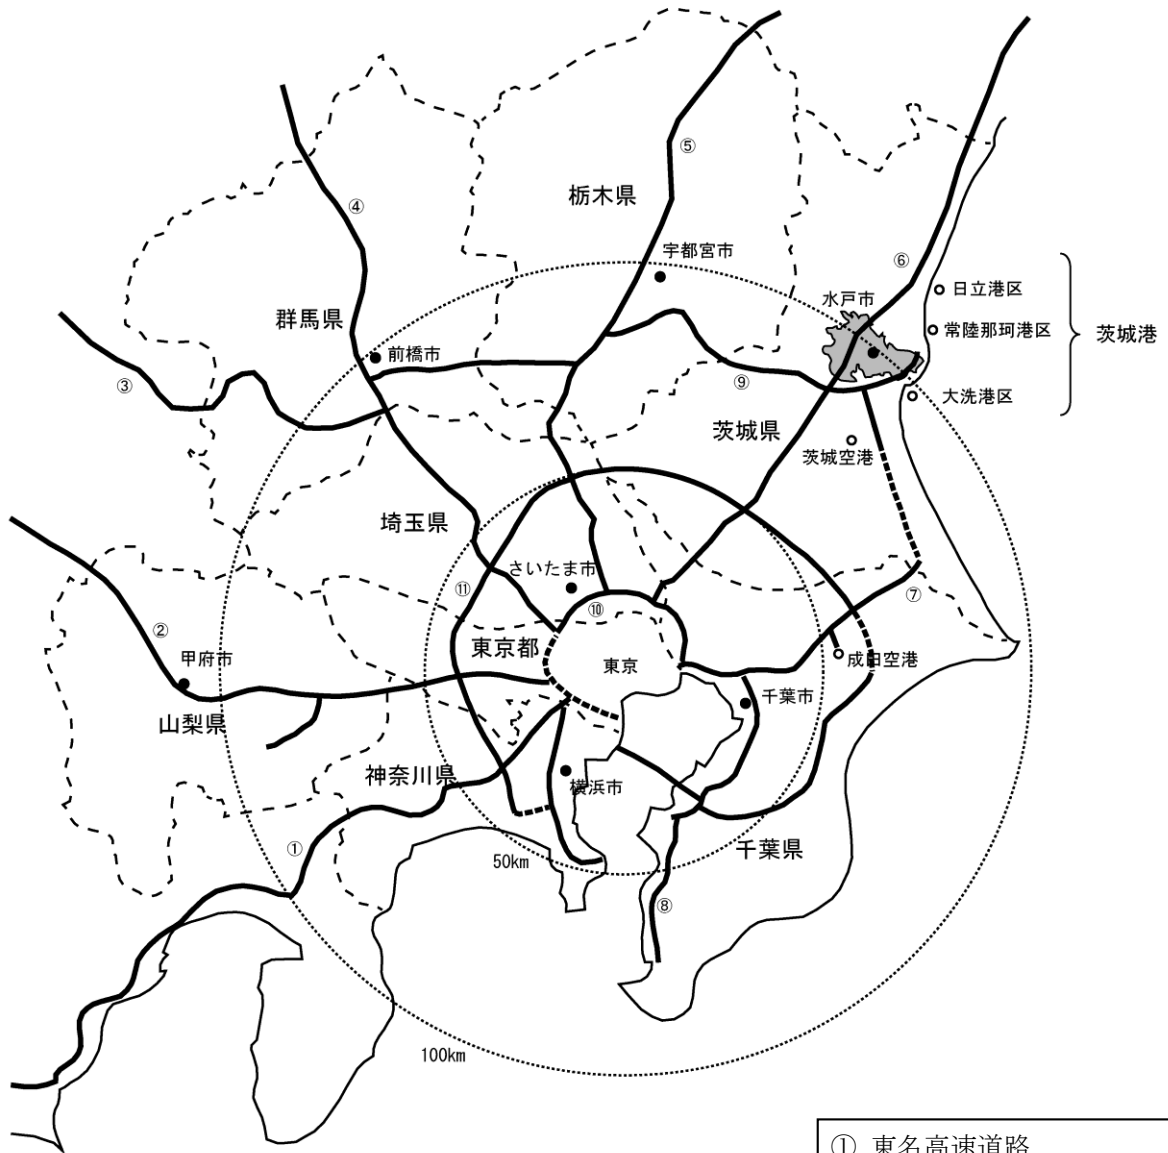 ⑤
栃木県
④
宇都宮市
⑥
水戸市
日立港区
群馬県
常陸那珂港区
茨城港
前橋市
③
⑨
大洗港区
茨城県
茨城空港
埼玉県
さいたま市
⑪
⑩
⑦
②
東京都
甲府市
東京
成田空港
千葉市
山梨県
神奈川県
横浜市
①
千葉県
50km
⑧
100km
① 東名高速道路